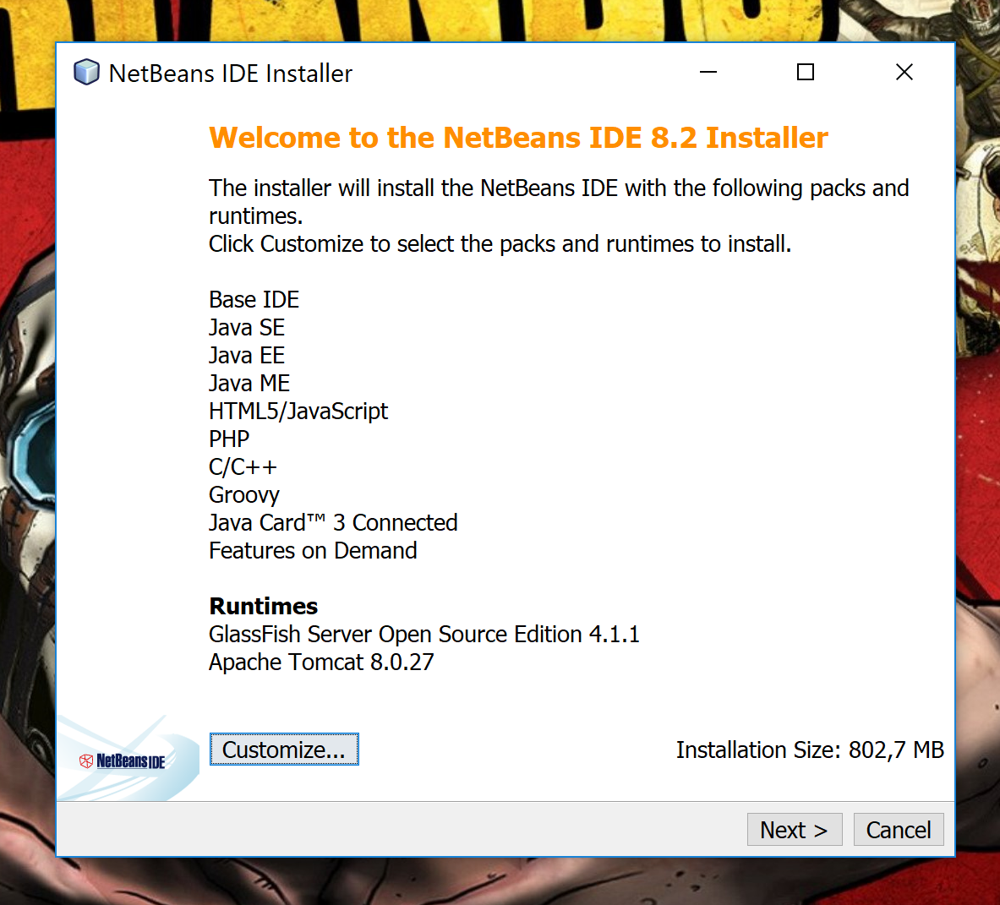 NetBeans IDE Installer
Welcome to the NetBeans IDE 8.2 Installer
The installer will install the NetBeans IDE with the following packs and
runtimes.
Click Customize to select the packs and runtimes to install.
Base IDE
Java SE
Java EE
Java ME
HTML5/JavaScript
PHP
C/C++
Groovy
Java Card™ 3 Connected
Features on Demand
Runtimes
GlassFish Server Open Source Edition 4.1.1
Apache Tomcat 8.0.27
NetBeans IDE
Customize...
Installation Size: 802,7 MB
Next >
Cancel